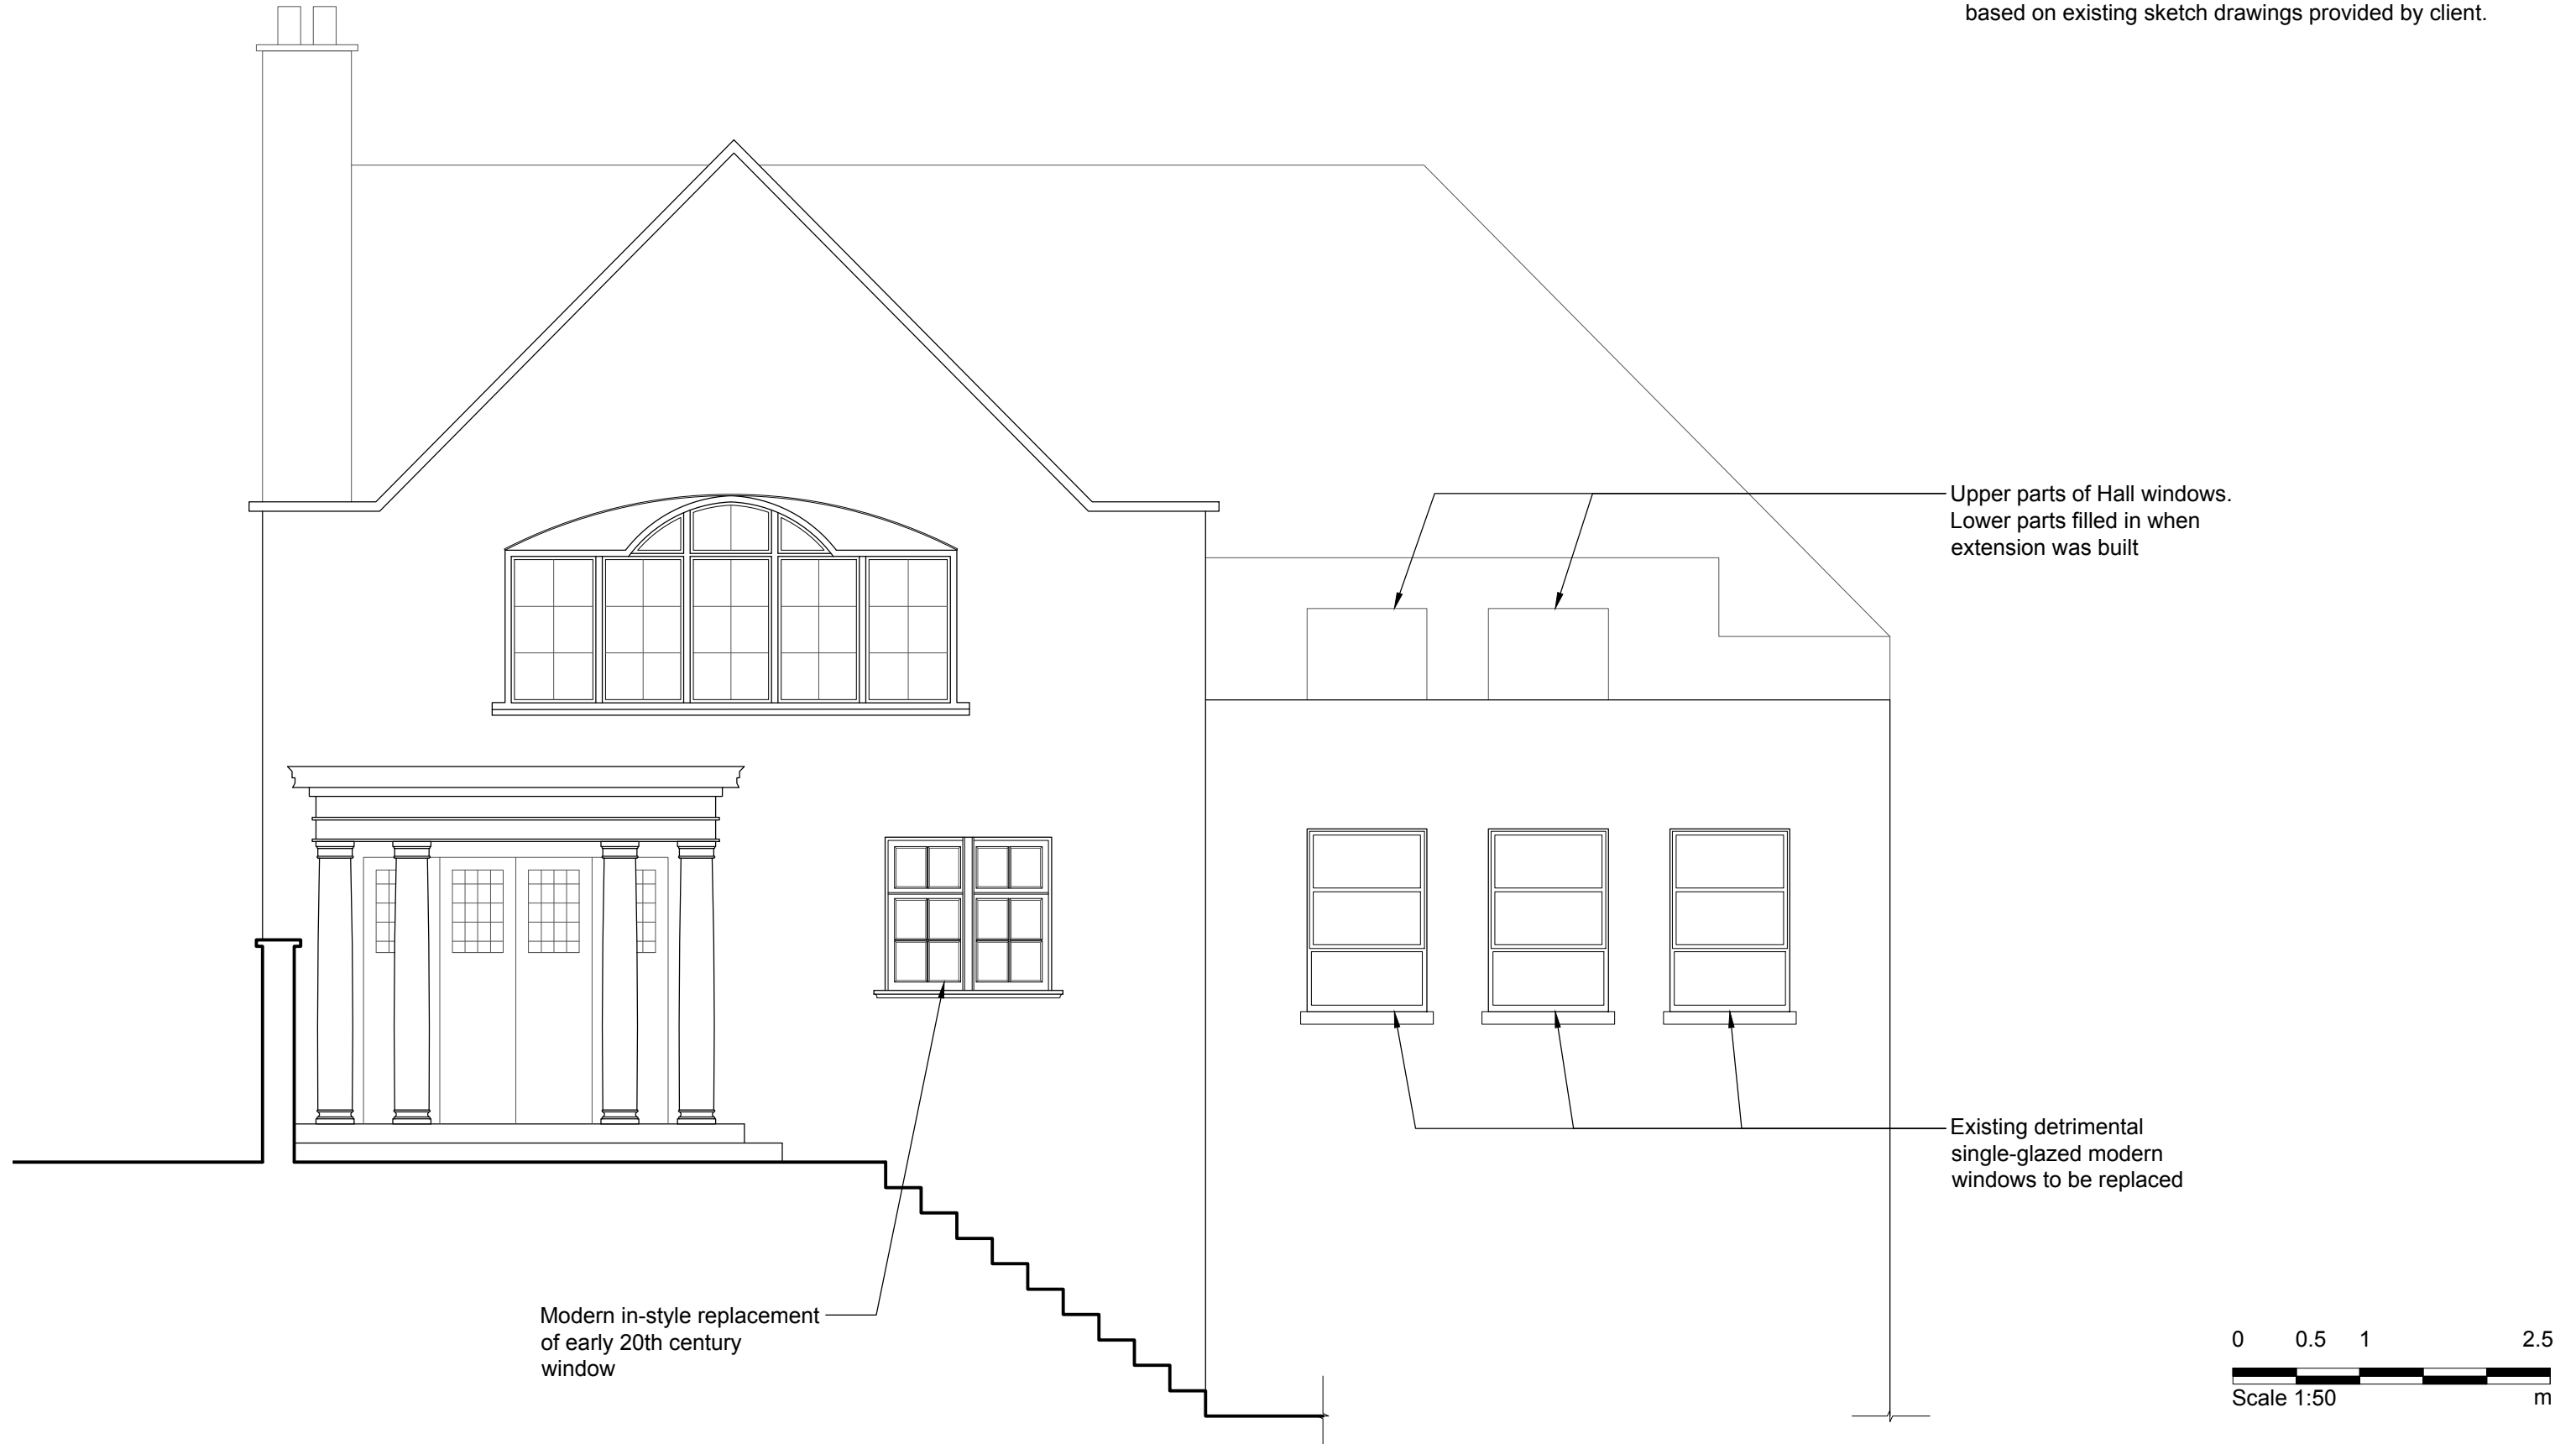 based on existing sketch drawings provided by client.
Upper parts of Hall windows.
Lower parts filled in when
extension was built
Existing detrimental
single-glazed modern
windows to be replaced
Modern in-style replacement
of early 20th century
window
0 0.5 1 2.5
Scale 1:50 m